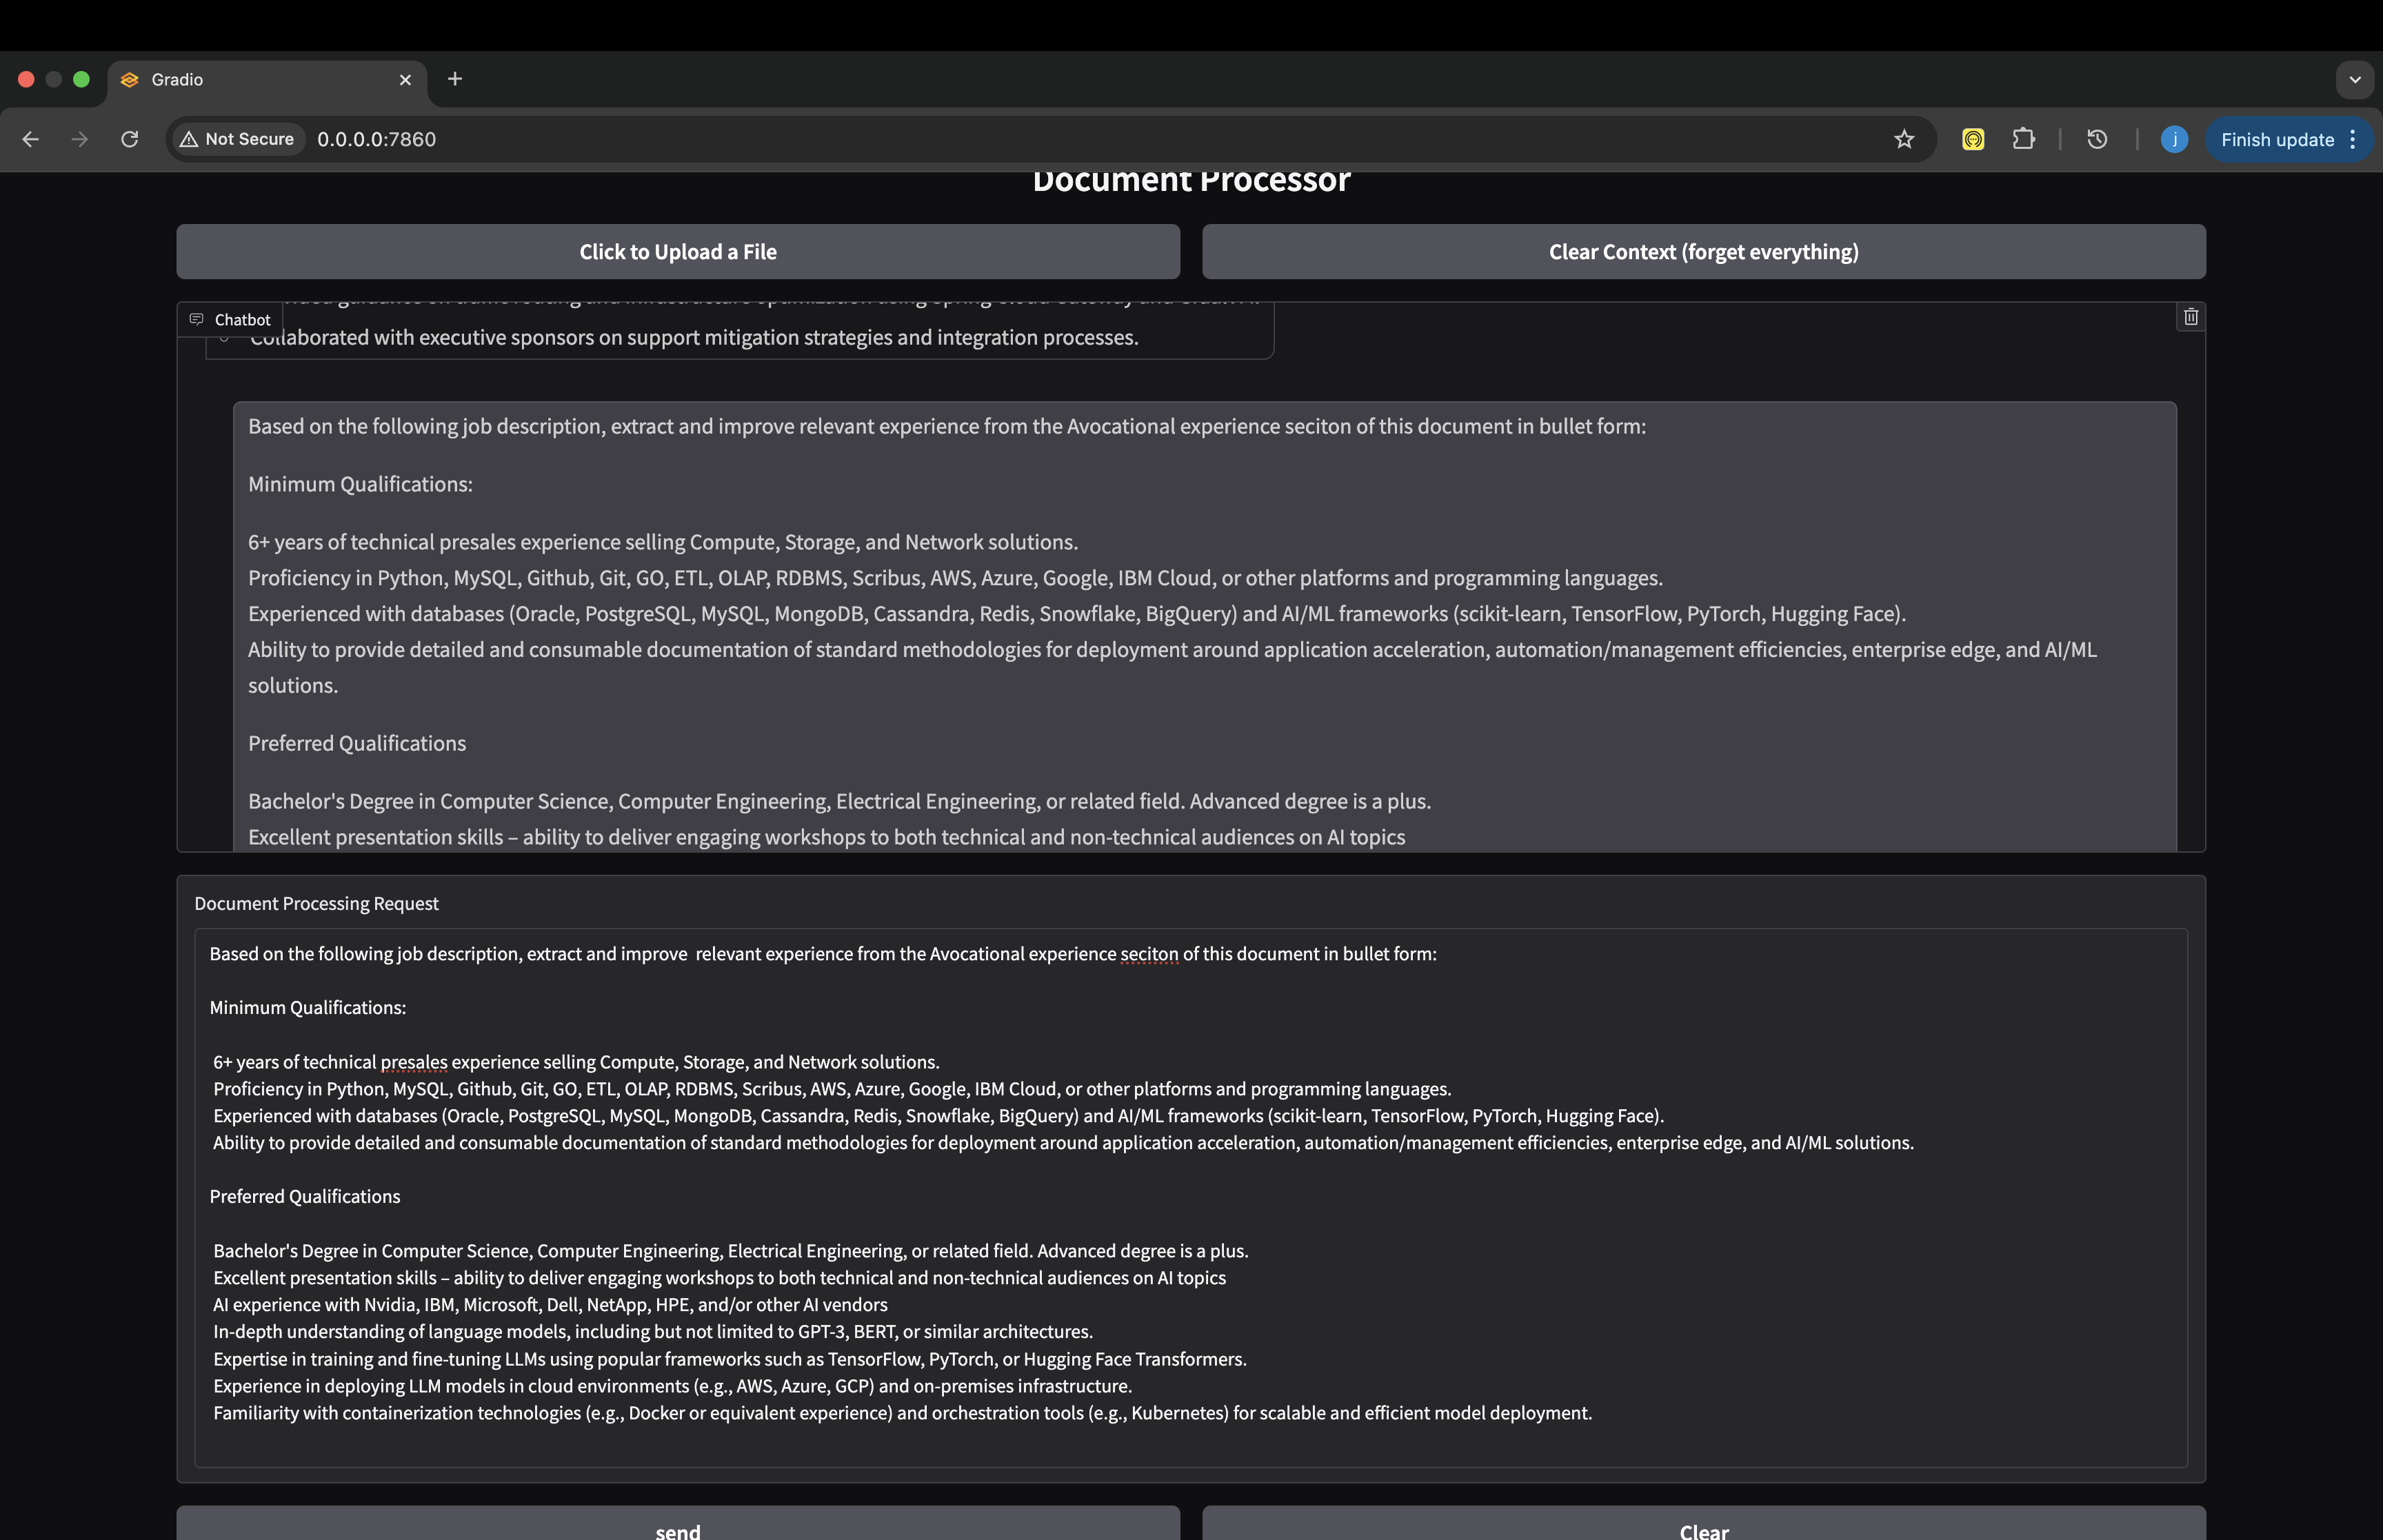 Gradio
Not Secure
0.0.0.0:7860
j
Finish update
Document Processor
Click to Upload a File
Clear Context (forget everything)
guidance on traffic routing and infrastructure optimization using Spring Cloud Gateway and
Chatbot
Collaborated with executive sponsors on support mitigation strategies and integration processes.
Based on the following job description, extract and improve relevant experience from the Avocational experience seciton of this document in bullet form:
Minimum Qualifications:
6+ years of technical presales experience selling Compute, Storage, and Network solutions.
Proficiency in Python, MySQL, Github, Git, GO, ETL, OLAP, RDBMS, Scribus, AWS, Azure, Google, IBM Cloud, or other platforms and programming languages.
Experienced with databases (Oracle, PostgreSQL, MySQL, MongoDB, Cassandra, Redis, Snowflake, BigQuery) and AI/ML frameworks (scikit-learn, TensorFlow, PyTorch, Hugging Face).
Ability to provide detailed and consumable documentation of standard methodologies for deployment around application acceleration, automation/management efficiencies, enterprise edge, and AI/ML
solutions.
Preferred Qualifications
Bachelor's Degree in Computer Science, Computer Engineering, Electrical Engineering, or related field. Advanced degree is a plus.
Excellent presentation skills – ability to deliver engaging workshops to both technical and non-technical audiences on AI topics
Document Processing Request
Based on the following job description, extract and improve  relevant experience from the Avocational experience seciton of this document in bullet form:
Minimum Qualifications:
6+ years of technical presales experience selling Compute, Storage, and Network solutions.
Proficiency in Python, MySQL, Github, Git, GO, ETL, OLAP, RDBMS, Scribus, AWS, Azure, Google, IBM Cloud, or other platforms and programming languages.
Experienced with databases (Oracle, PostgreSQL, MySQL, MongoDB, Cassandra, Redis, Snowflake, BigQuery) and AI/ML frameworks (scikit-learn, TensorFlow, PyTorch, Hugging Face).
Ability to provide detailed and consumable documentation of standard methodologies for deployment around application acceleration, automation/management efficiencies, enterprise edge, and AI/ML solutions.
Preferred Qualifications
Bachelor's Degree in Computer Science, Computer Engineering, Electrical Engineering, or related field. Advanced degree is a plus.
Excellent presentation skills – ability to deliver engaging workshops to both technical and non-technical audiences on AI topics
AI experience with Nvidia, IBM, Microsoft, Dell, NetApp, HPE, and/or other AI vendors
In-depth understanding of language models, including but not limited to GPT-3, BERT, or similar architectures.
Expertise in training and fine-tuning LLMs using popular frameworks such as TensorFlow, PyTorch, or Hugging Face Transformers.
Experience in deploying LLM models in cloud environments (e.g., AWS, Azure, GCP) and on-premises infrastructure.
Familiarity with containerization technologies (e.g., Docker or equivalent experience) and orchestration tools (e.g., Kubernetes) for scalable and efficient model deployment.
send
Clear